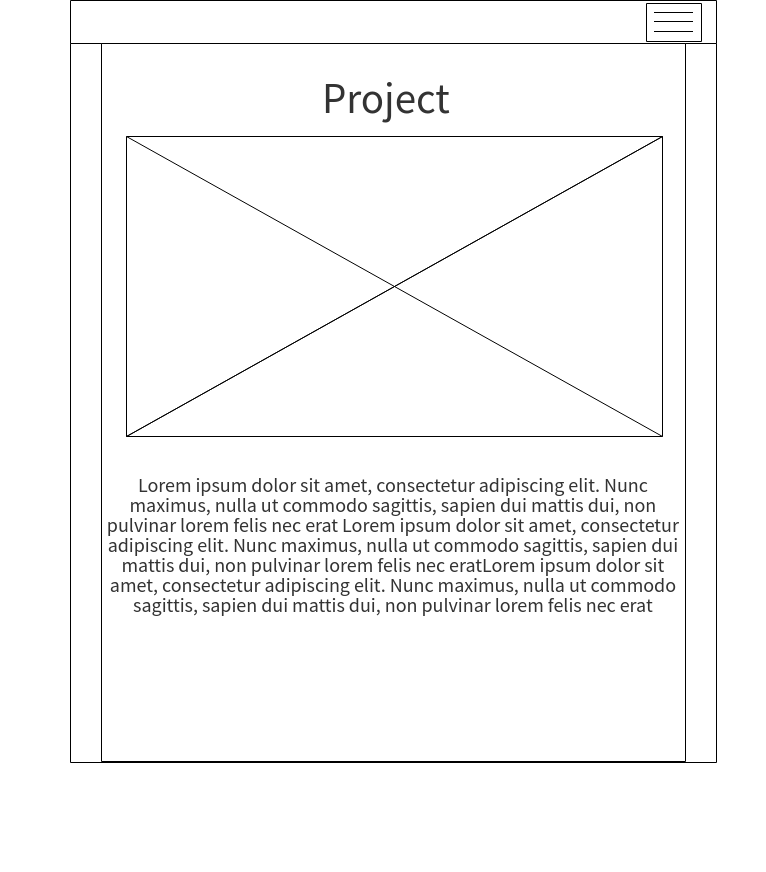 Project
Lorem ipsum dolor sit amet, consectetur adipiscing elit. Nunc
maximus, nulla ut commodo sagittis, sapien dui mattis dui, non
pulvinar lorem felis nec erat Lorem ipsum dolor sit amet, consectetur
adipiscing elit. Nunc maximus, nulla ut commodo sagittis, sapien dui
mattis dui, non pulvinar lorem felis nec eratLorem ipsum dolor sit
amet, consectetur adipiscing elit. Nunc maximus, nulla ut commodo
sagittis, sapien dui mattis dui, non pulvinar lorem felis nec erat